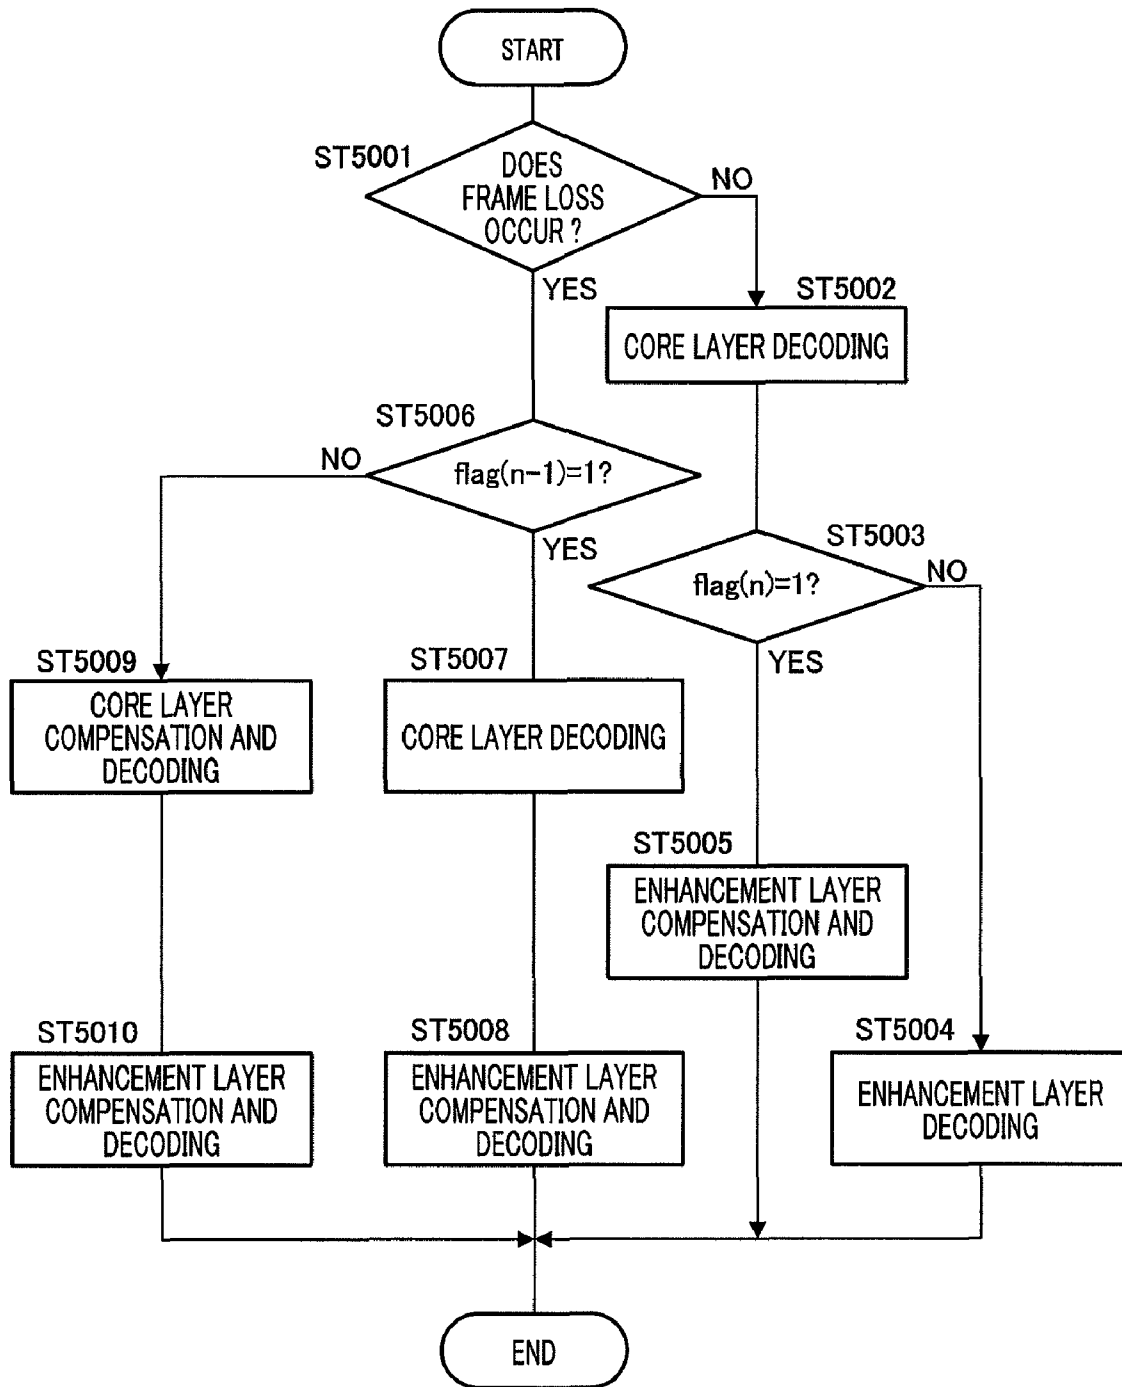 START
ST5001
DOES
FRAME LOSS
OCCUR ?
NO
YES
ST5002
CORE LAYER DECODING
ST5006
NO
flag(n-1)=1?
YES
ST5003
flag(n)=1?
NO
YES
ST5009
CORE LAYER
COMPENSATION AND
DECODING
ST5007
CORE LAYER DECODING
ST5005
ENHANCEMENT LAYER
COMPENSATION AND
DECODING
ST5010
ENHANCEMENT LAYER
COMPENSATION AND
DECODING
ST5008
ENHANCEMENT LAYER
COMPENSATION AND
DECODING
ST5004
ENHANCEMENT LAYER
DECODING
END